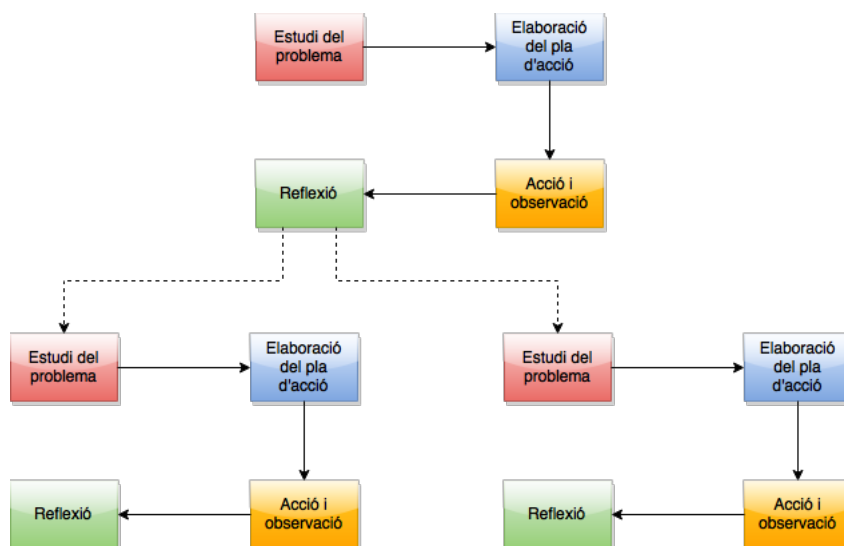 Estudi del
problema
Elaboració
del pla
d'acció
Reflexió
Acció i
observació
Estudi del
problema
Elaboració
del pla
d'acció
Estudi del
problema
Elaboració
del pla
d'acció
Reflexió
Acció i
observació
Reflexió
Acció i
observació